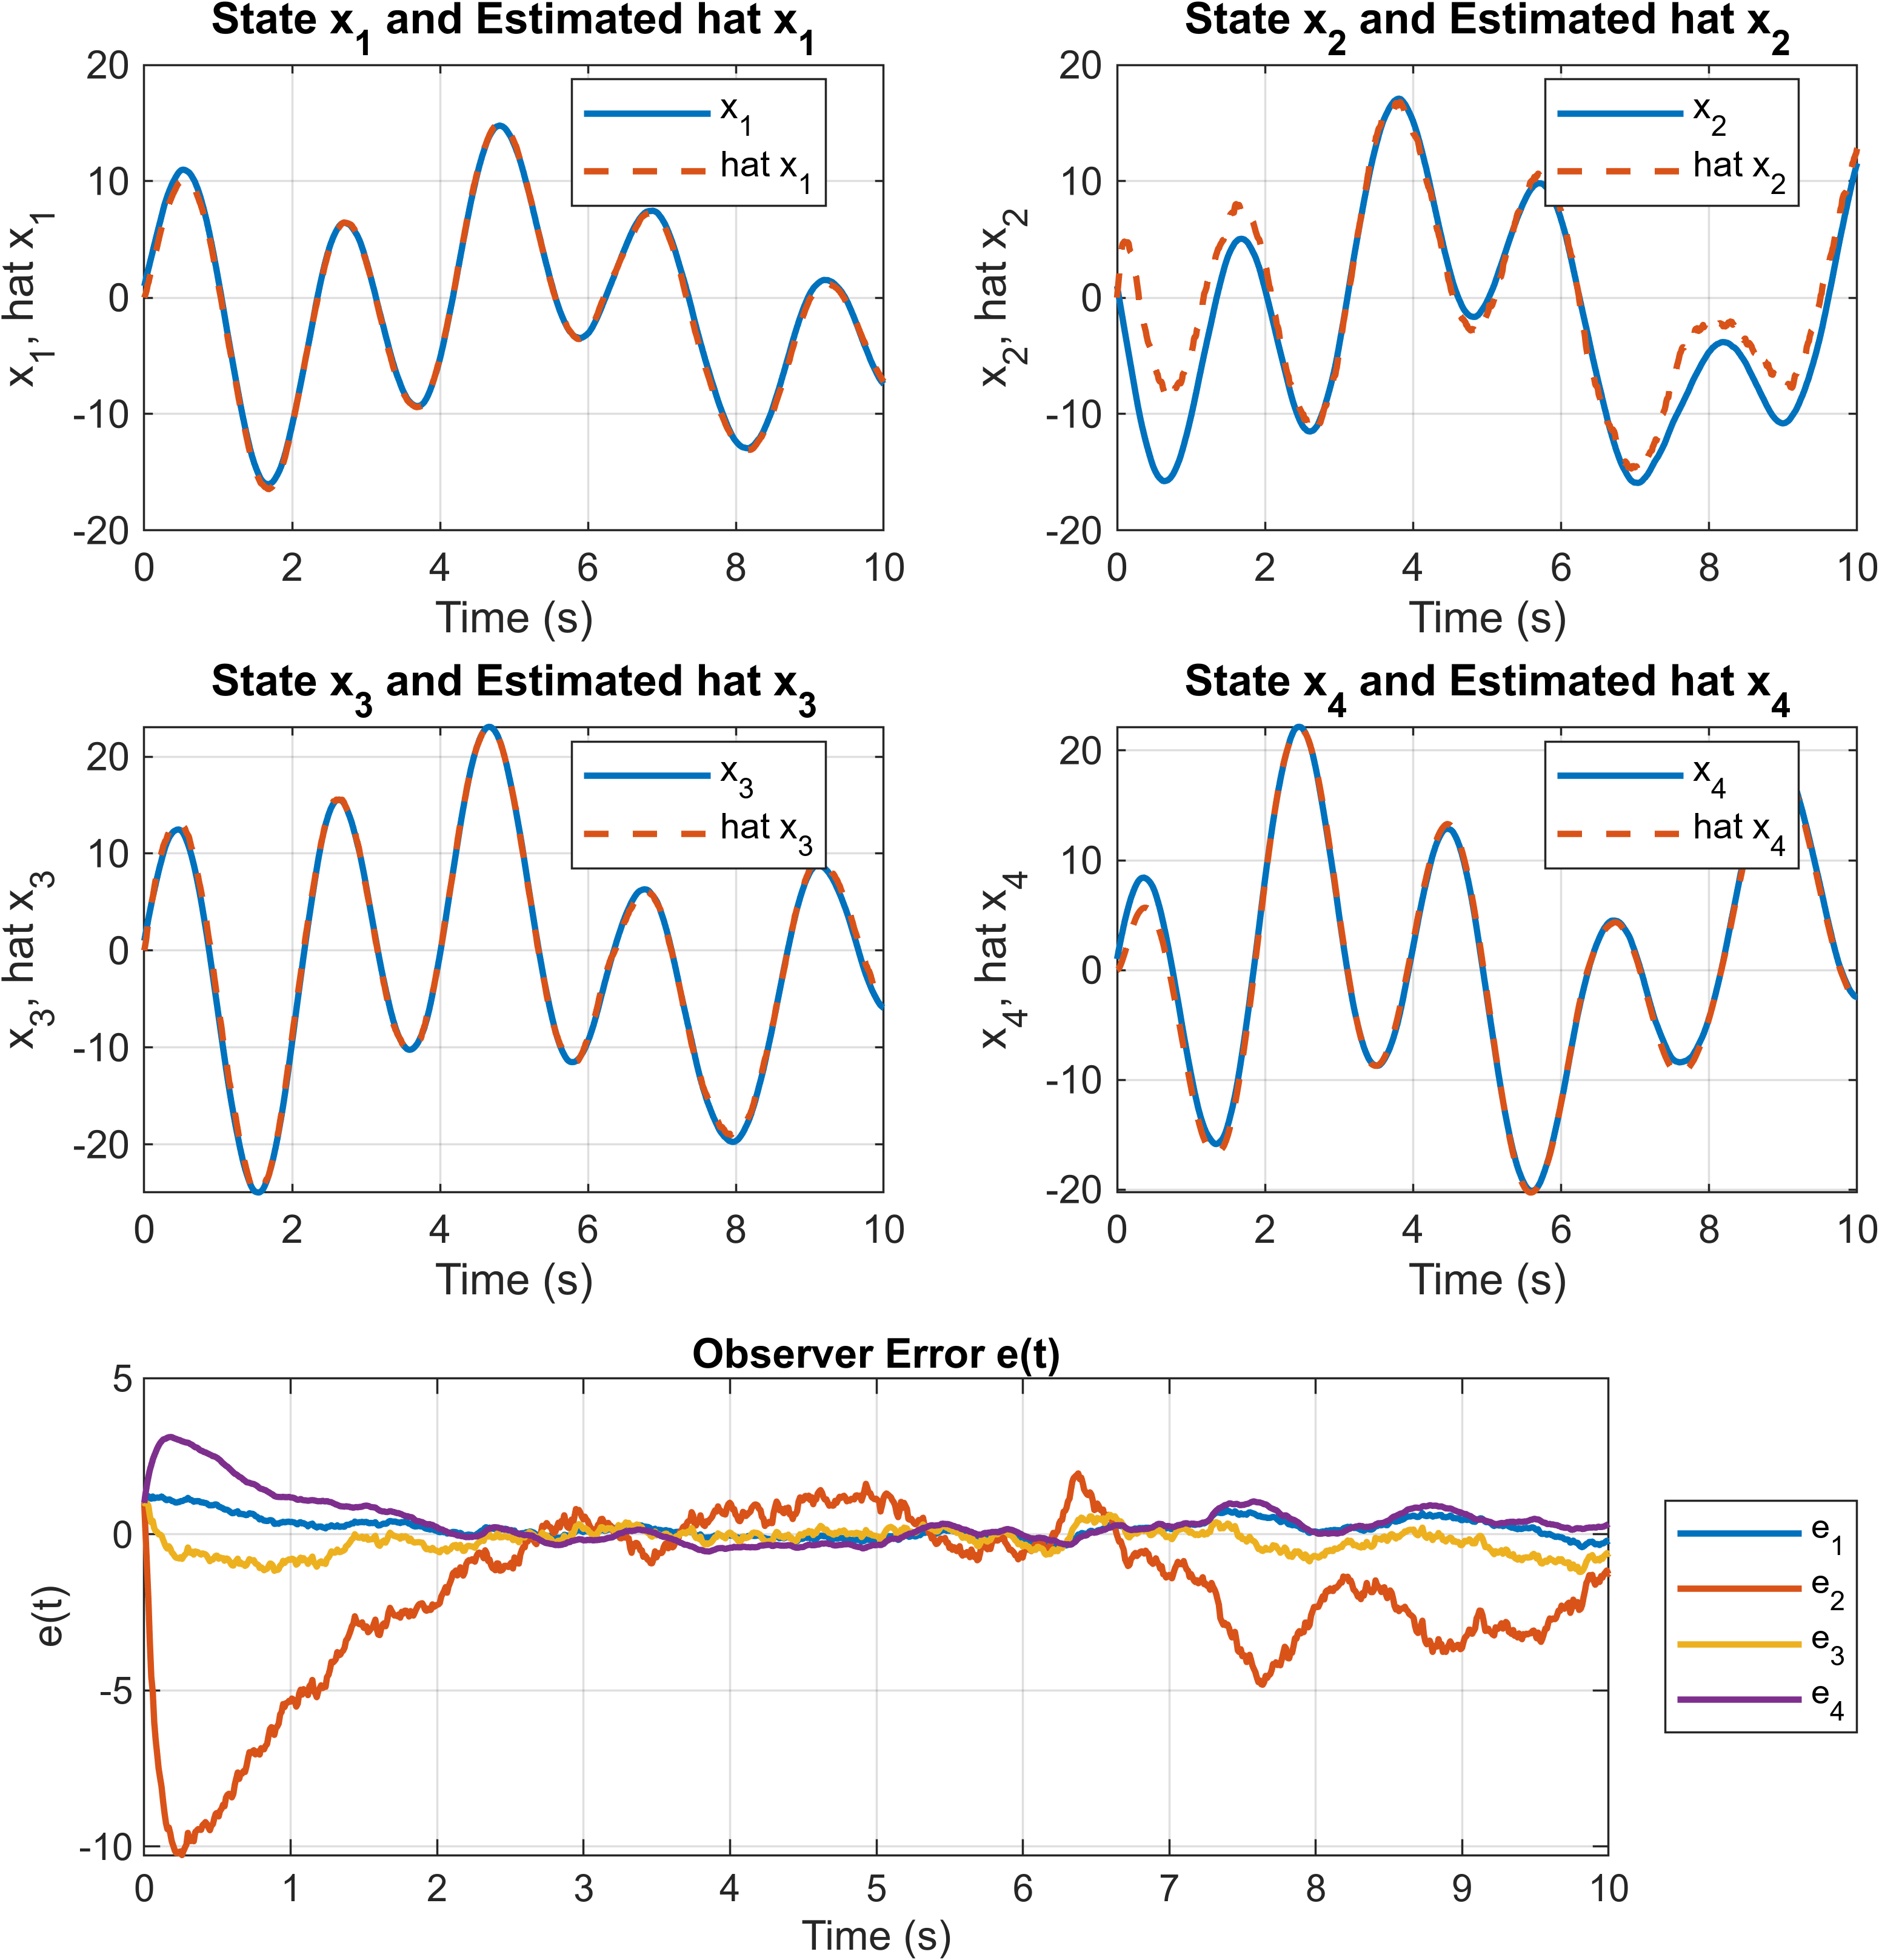 State x1 and Estimated hat x1
20
10
0
-10
-20
x1, hat x1
x1
hat x1
0 2 4 6 8 10
Time (s)
State x2 and Estimated hat x2
20
10
0
-10
-20
x2, hat x2
x2
hat x2
0 2 4 6 8 10
Time (s)
State x3 and Estimated hat x3
20
10
0
-10
-20
x3, hat x3
x3
hat x3
0 2 4 6 8 10
Time (s)
State x4 and Estimated hat x4
20
10
0
-10
-20
x4, hat x4
x4
hat x4
0 2 4 6 8 10
Time (s)
Observer Error e(t)
5
0
-5
-10
e(t)
e1
e2
e3
e4
0 1 2 3 4 5 6 7 8 9 10
Time (s)